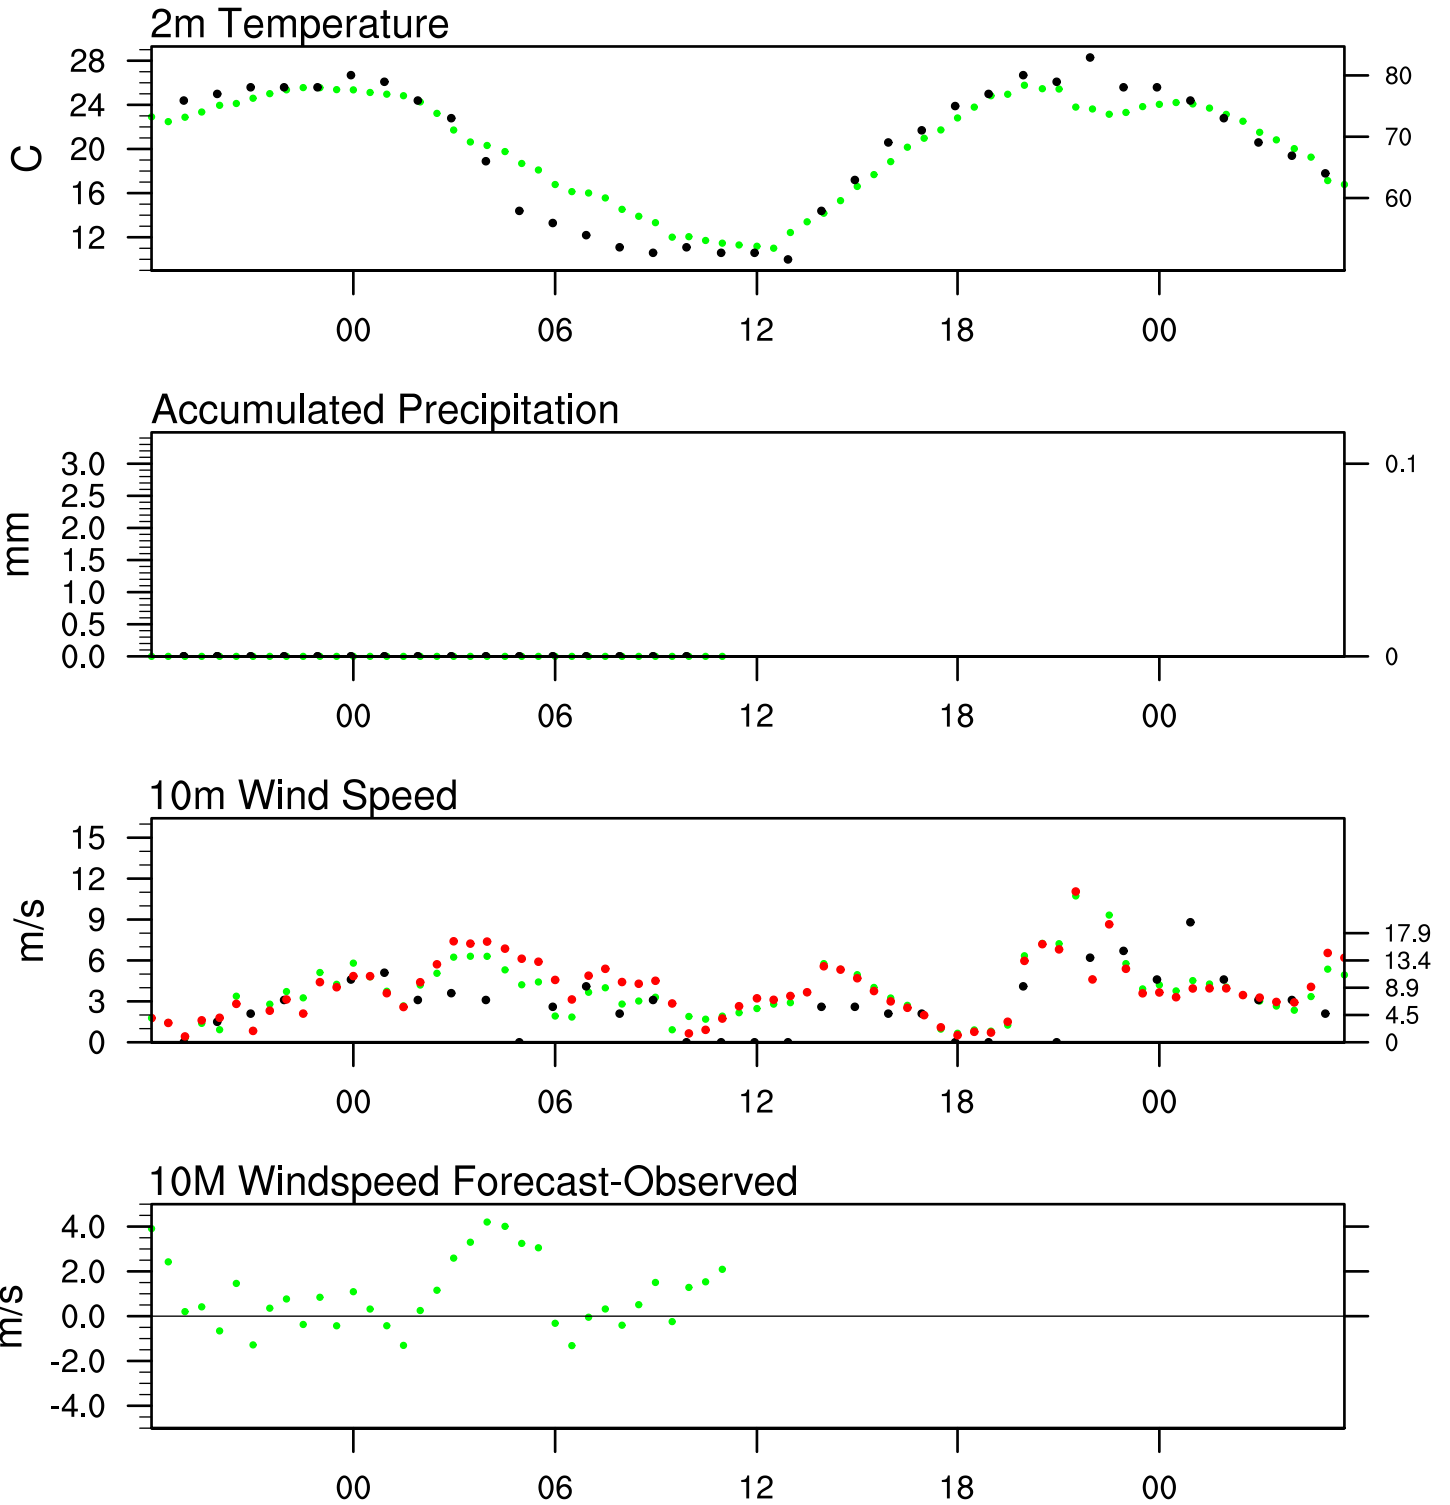 2m Temperature
28
24
20
16
12
C
80
70
60
00 06 12 18 00
Accumulated Precipitation
3.0
2.5
2.0
1.5
1.0
0.5
0.0
mm
0.1
0
00 06 12 18 00
10m Wind Speed
15
12
9
6
3
0
m/s
17.9
13.4
8.9
4.5
0
00 06 12 18 00
10M Windspeed Forecast-Observed
4.0
2.0
0.0
-2.0
-4.0
m/s
00 06 12 18 00